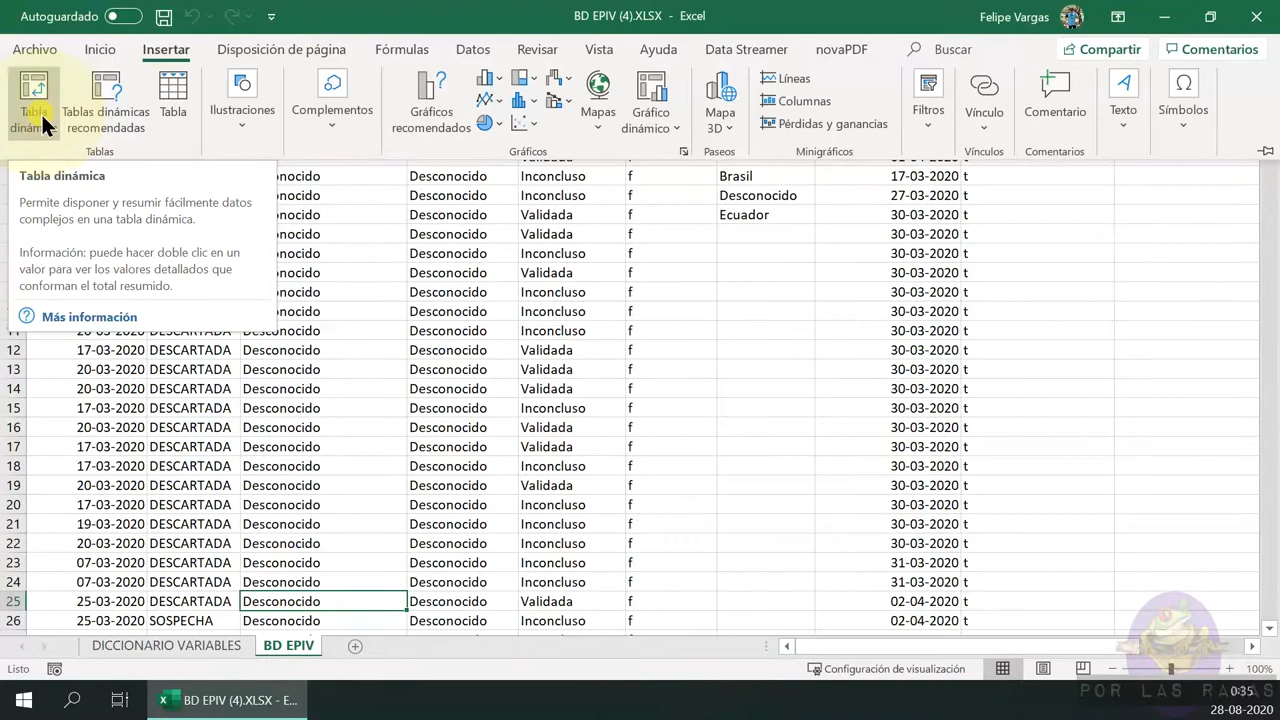 Autoguardado
BD EPIV (4).XLSX - Excel
Felipe Vargas
Archivo Inicio Insertar Disposición de página Fórmulas Datos Revisar Vista Ayuda Data Streamer novaPDF Buscar Compartir Comentarios
Tabla Tablas dinámicas recomendadas Tabla Ilustraciones Complementos Gráficos recomendados Mapas Gráfico dinámico Mapa 3D Líneas Columnas Pérdidas y ganancias Filtros Vínculo Comentario Texto Símbolos
Tablas Gráficos Paseos Minigráficos Vínculos Comentarios
Tabla dinámica
Permite disponer y resumir fácilmente datos
complejos en una tabla dinámica.
Información: puede hacer doble clic en un
valor para ver los valores detallados que
conforman el total resumido.
Más información
Desconocido Inconcluso f Brasil 17-03-2020 t
Desconocido Inconcluso f Desconocido 27-03-2020 t
Desconocido Validada f Ecuador 30-03-2020 t
Desconocido Validada f 30-03-2020 t
Desconocido Inconcluso f 30-03-2020 t
Desconocido Validada f 30-03-2020 t
Desconocido Inconcluso f 30-03-2020 t
Desconocido Inconcluso f 30-03-2020 t
Desconocido Inconcluso f 30-03-2020 t
12 17-03-2020 DESCARTADA Desconocido Desconocido Validada f 30-03-2020 t
13 20-03-2020 DESCARTADA Desconocido Desconocido Validada f 30-03-2020 t
14 20-03-2020 DESCARTADA Desconocido Desconocido Validada f 30-03-2020 t
15 17-03-2020 DESCARTADA Desconocido Desconocido Inconcluso f 30-03-2020 t
16 20-03-2020 DESCARTADA Desconocido Desconocido Validada f 30-03-2020 t
17 17-03-2020 DESCARTADA Desconocido Desconocido Validada f 30-03-2020 t
18 17-03-2020 DESCARTADA Desconocido Desconocido Inconcluso f 30-03-2020 t
19 20-03-2020 DESCARTADA Desconocido Desconocido Validada f 30-03-2020 t
20 17-03-2020 DESCARTADA Desconocido Desconocido Inconcluso f 30-03-2020 t
21 19-03-2020 DESCARTADA Desconocido Desconocido Inconcluso f 30-03-2020 t
22 20-03-2020 DESCARTADA Desconocido Desconocido Inconcluso f 30-03-2020 t
23 07-03-2020 DESCARTADA Desconocido Desconocido Inconcluso f 31-03-2020 t
24 07-03-2020 DESCARTADA Desconocido Desconocido Inconcluso f 31-03-2020 t
25 25-03-2020 DESCARTADA Desconocido Desconocido Validada f 02-04-2020 t
26 25-03-2020 SOSPECHA Desconocido Desconocido Inconcluso f 02-04-2020 t
DICCIONARIO VARIABLES BD EPIV
Listo Configuración de visualización 100%
POR LAS RANAS
BD EPIV (4).XLSX - E...
0:35
28-08-2020